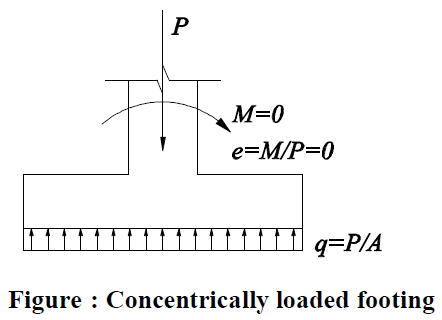 P
M=0
e=M/P=0
q=P/A
Figure : Concentrically loaded footing